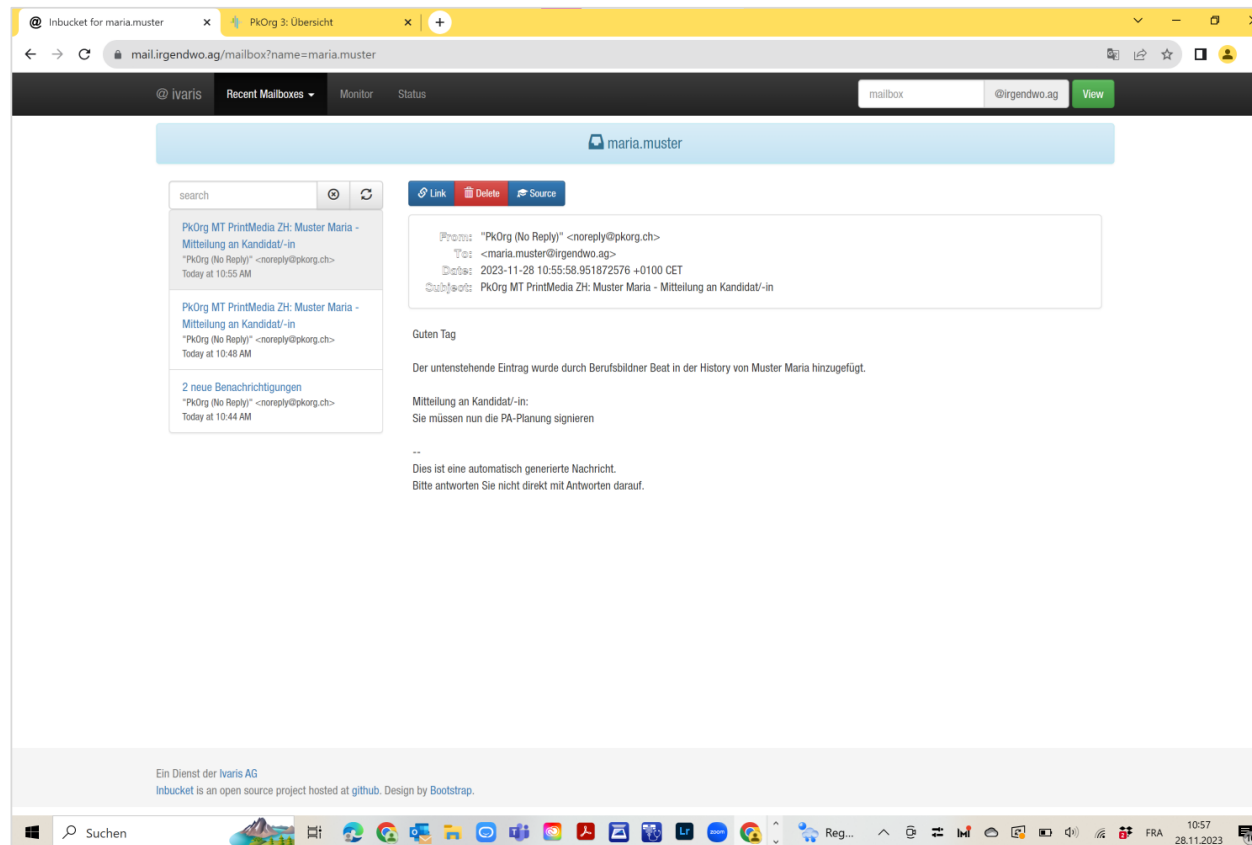 @ Inbucket for maria.muster
PkOrg 3: Übersicht
mail.irgendwo.ag/mailbox?name=maria.muster
@ ivaris Recent Mailboxes Monitor Status mailbox @irgendwo.ag View
maria.muster
search
Link Delete Source
PkOrg MT PrintMedia ZH: Muster Maria -
Mitteilung an Kandidat/-in
"PkOrg (No Reply)" <noreply@pkorg.ch>
Today at 10:55 AM
PkOrg MT PrintMedia ZH: Muster Maria -
Mitteilung an Kandidat/-in
"PkOrg (No Reply)" <noreply@pkorg.ch>
Today at 10:48 AM
2 neue Benachrichtigungen
"PkOrg (No Reply)" <noreply@pkorg.ch>
Today at 10:44 AM
From: "PkOrg (No Reply)" <noreply@pkorg.ch>
To: <maria.muster@irgendwo.ag>
Date: 2023-11-28 10:55:58.951872576 +0100 CET
Subject: PkOrg MT PrintMedia ZH: Muster Maria - Mitteilung an Kandidat/-in
Guten Tag
Der untenstehende Eintrag wurde durch Berufsbildner Beat in der History von Muster Maria hinzugefügt.
Mitteilung an Kandidat/-in:
Sie müssen nun die PA-Planung signieren
--
Dies ist eine automatisch generierte Nachricht.
Bitte antworten Sie nicht direkt mit Antworten darauf.
Ein Dienst der Ivaris AG
Inbucket is an open source project hosted at github. Design by Bootstrap.
Suchen
Lr
zoom
Reg...
FRA
10:57
28.11.2023